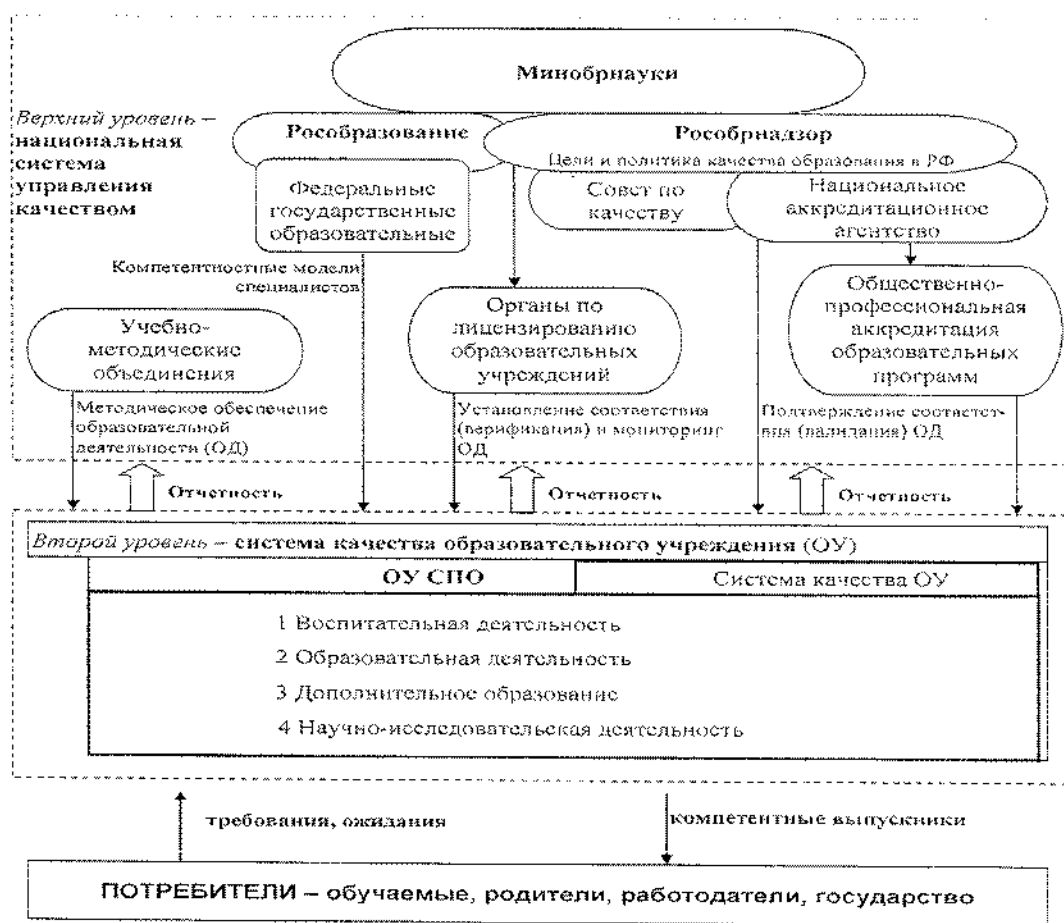 Минобрнауки
Верхний уровень –
национальная
система
управления
качеством
Рособразование
Рособрнадзор
Цели и политика качества образования в РФ
Федеральные
государственные
образовательные
Совет по
качеству
Национальное
аккредитационное
агентство
Компетентностные модели
специалистов
Учебно-
методические
объединения
Органы по
лицензированию
образовательных
учреждений
Общественно-
профессиональная
аккредитация
образовательных
программ
Методическое обеспечение
образовательной
деятельности (ОД)
Установление соответствия
(верификация) и мониторинг
ОД
Подтверждение соответст-
вия (валидация) ОД
Отчетность
Отчетность
Отчетность
Второй уровень – система качества образовательного учреждения (ОУ)
ОУ СПО
Система качества ОУ
1 Воспитательная деятельность
2 Образовательная деятельность
3 Дополнительное образование
4 Научно-исследовательская деятельность
требования, ожидания
компетентные выпускники
ПОТРЕБИТЕЛИ – обучаемые, родители, работодатели, государство